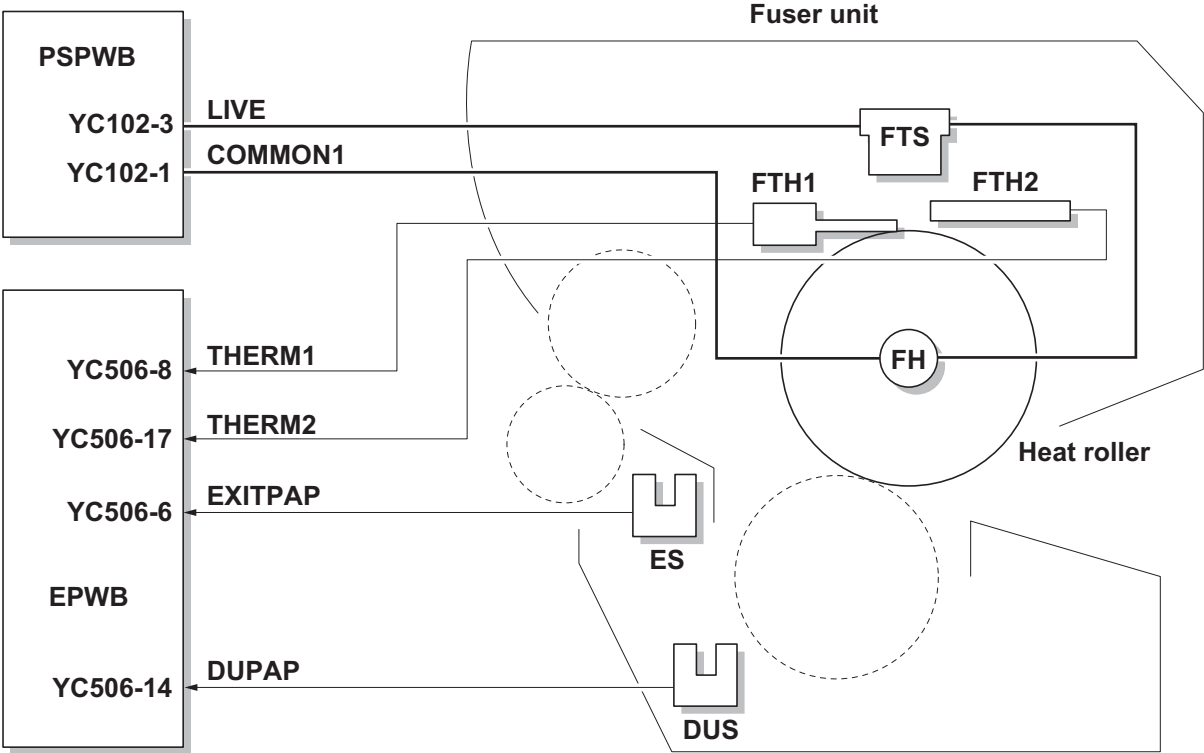 Fuser unit
PSPWB
YC102-3
LIVE
YC102-1
COMMON1
FTS
FTH1
FTH2
YC506-8
THERM1
FH
YC506-17
THERM2
Heat roller
YC506-6
EXITPAP
ES
EPWB
YC506-14
DUPAP
DUS